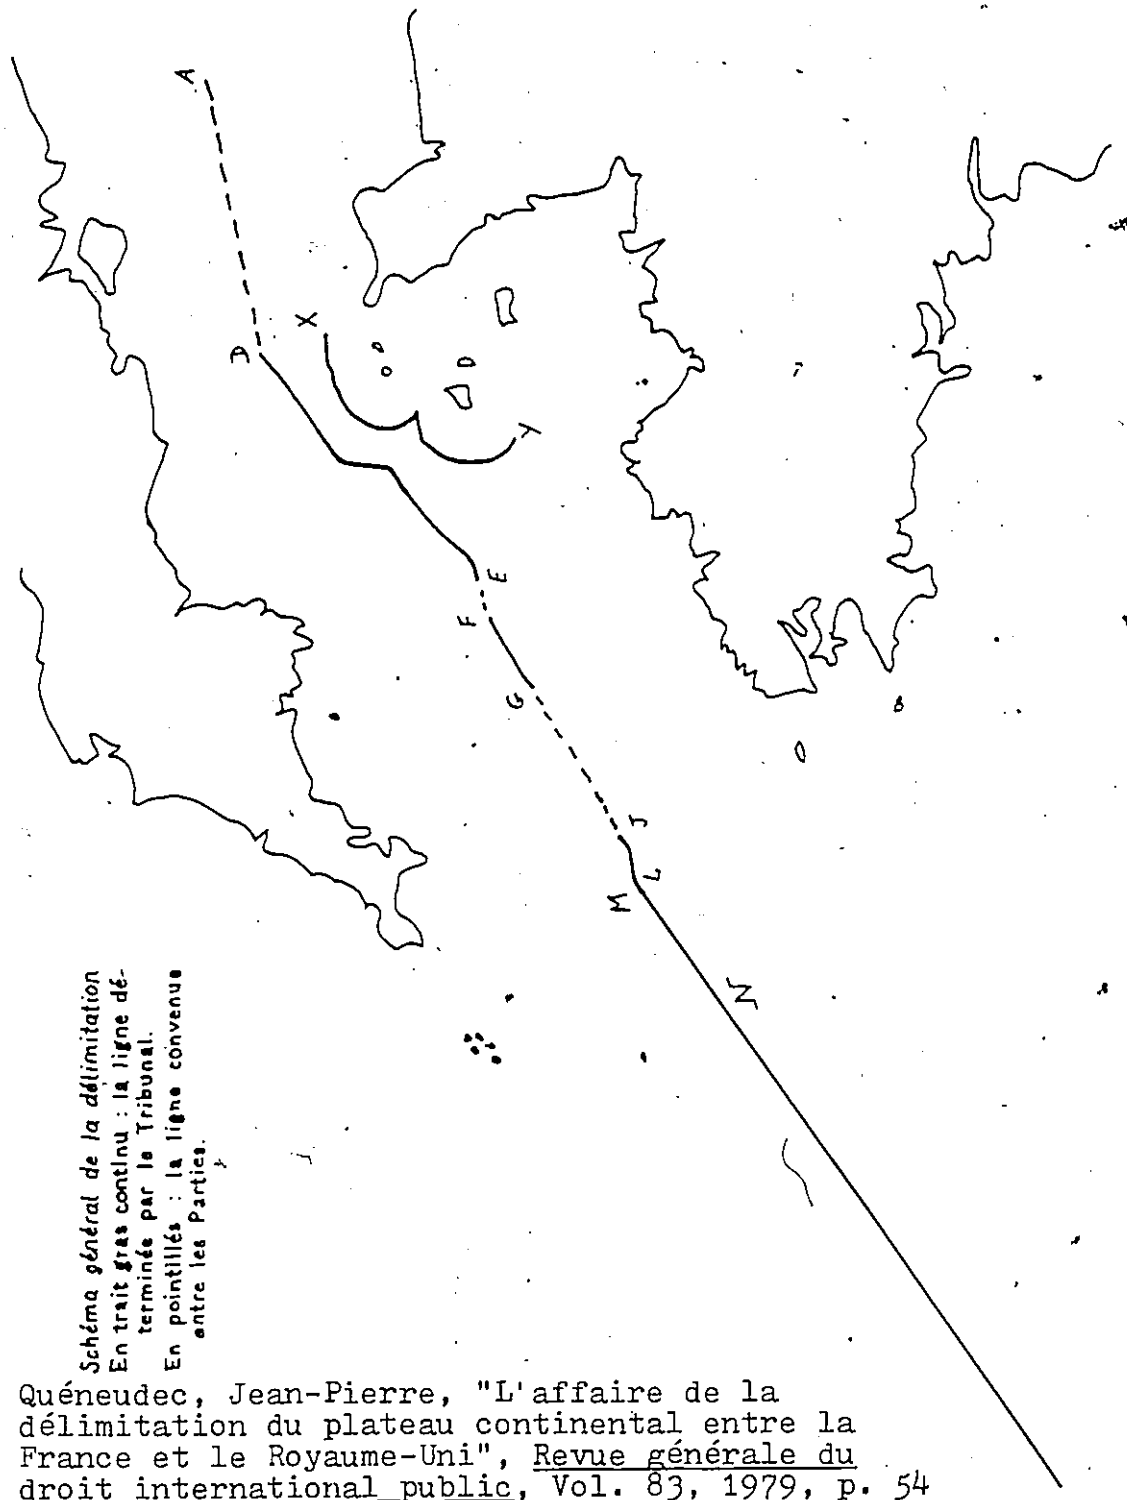 A
D
X
Y
E
F
G
J
L
M
N
Schéma général de la délimitation
En trait gras continu : la ligne dé-
terminée par le Tribunal.
En pointillés : la ligne convenue
entre les Parties.
Quéneudec, Jean-Pierre, "L'affaire de la
délimitation du plateau continental entre la
France et le Royaume-Uni", Revue générale du
droit international public, Vol. 83, 1979, p. 54